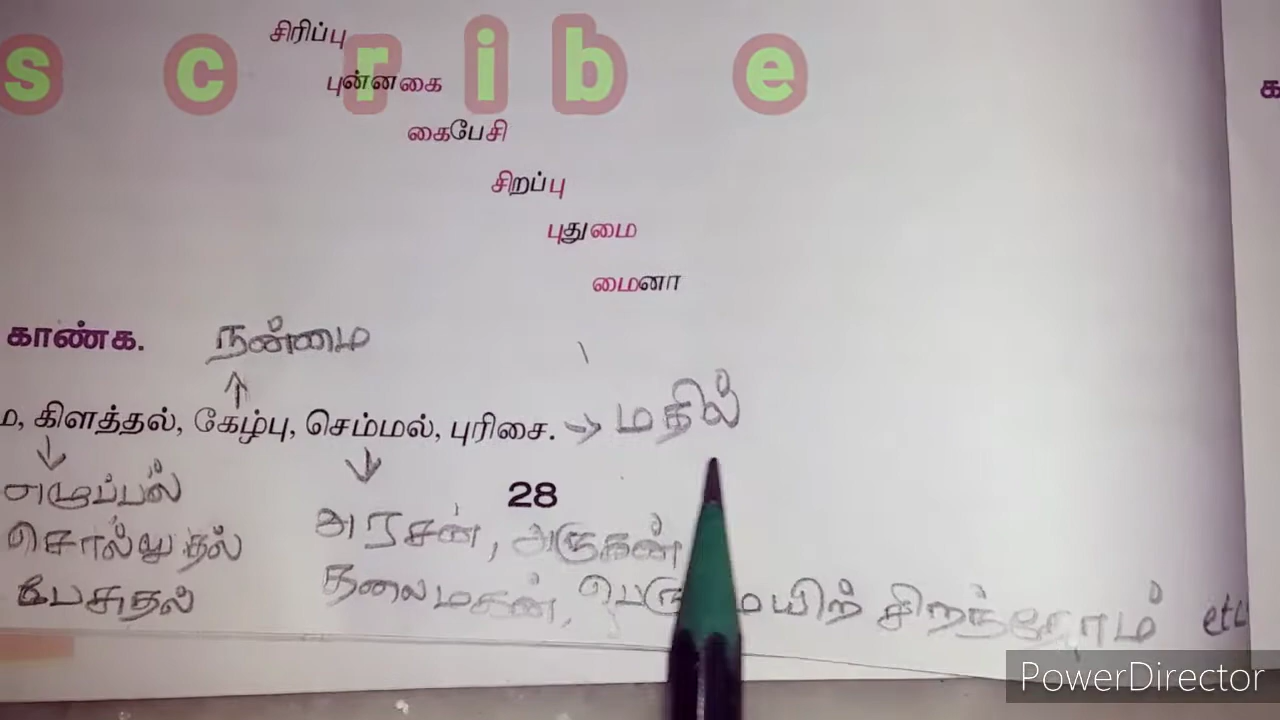 s c r i b e
சிரிப்பு
புன்னகை
கைபேசி
சிறப்பு
புதுமை
மைனா
காண்க. நன்மை
கிளத்தல், கேழ்பு, செம்மல், புரிசை. → மதில்
எழுப்பல்
28
சொல்லுதல் அரசன், அருகன்
பேசுதல் தலைமகன், etc
PowerDirector